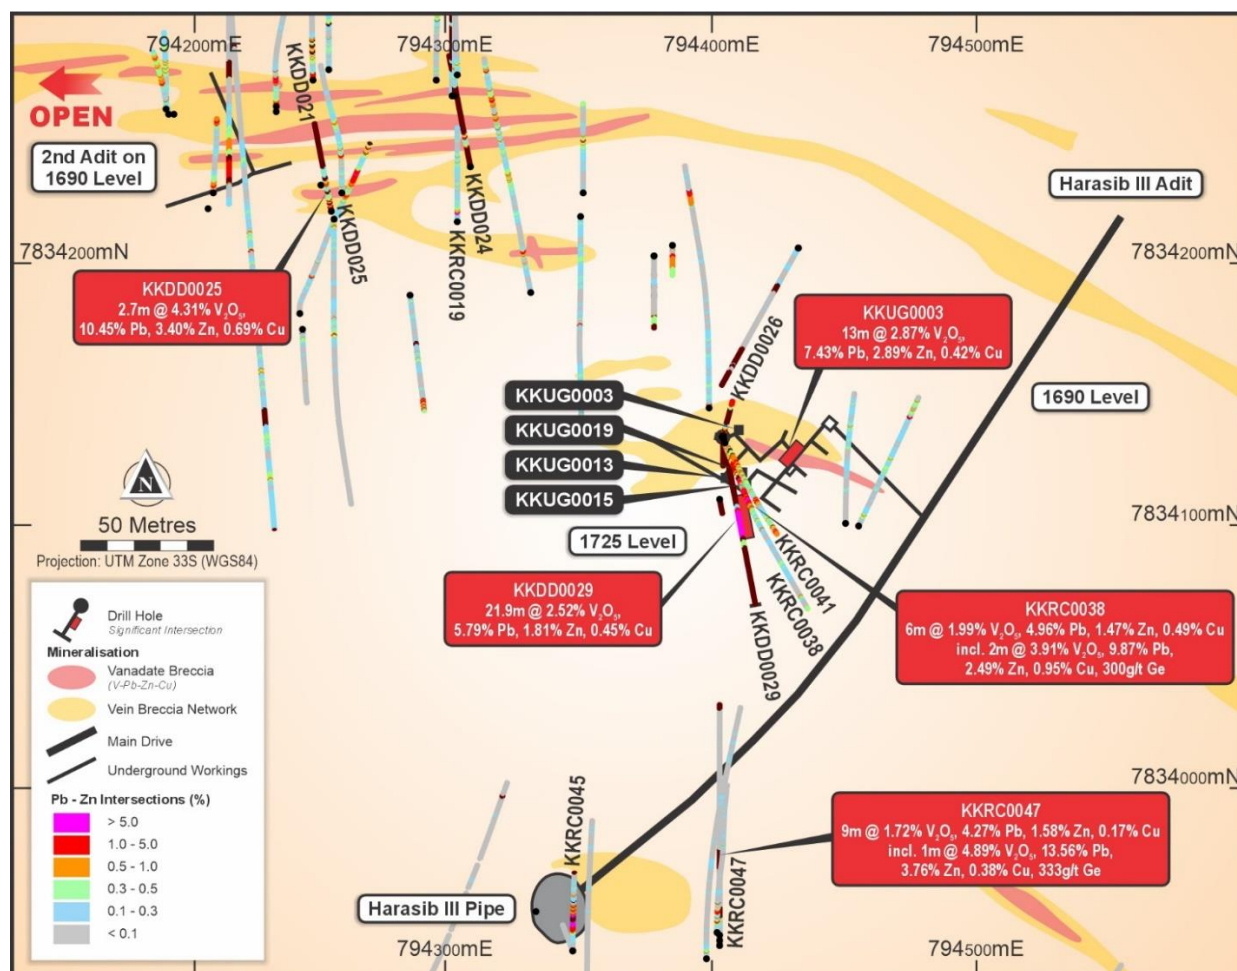 794200mE
794300mE
794400mE
794500mE
OPEN
2nd Adit on
1690 Level
KKDD021
KKDD025
KKDD024
KKRC0019
Harasib III Adit
7834200mN
7834200mN
KKDD0025
2.7m @ 4.31% V₂O₅,
10.45% Pb, 3.40% Zn, 0.69% Cu
KKUG0003
13m @ 2.87% V₂O₅,
7.43% Pb, 2.89% Zn, 0.42% Cu
KKDD0026
KKUG0003
KKUG0019
KKUG0013
KKUG0015
1690 Level
N
50 Metres
Projection: UTM Zone 33S (WGS84)
7834100mN
1725 Level
KKDD0029
21.9m @ 2.52% V₂O₅,
5.79% Pb, 1.81% Zn, 0.45% Cu
KKRC0041
KKRC0038
KKDD0029
KKRC0038
6m @ 1.99% V₂O₅, 4.96% Pb, 1.47% Zn, 0.49% Cu
incl. 2m @ 3.91% V₂O₅, 9.87% Pb,
2.49% Zn, 0.95% Cu, 300g/t Ge
Drill Hole
Significant Intersection
Mineralisation
Vanadate Breccia
(V-Pb-Zn-Cu)
Vein Breccia Network
Main Drive
Underground Workings
Pb - Zn Intersections (%)
> 5.0
1.0 - 5.0
0.5 - 1.0
0.3 - 0.5
0.1 - 0.3
< 0.1
7834000mN
KKRC0045
KKRC0047
KKRC0047
9m @ 1.72% V₂O₅, 4.27% Pb, 1.58% Zn, 0.17% Cu
incl. 1m @ 4.89% V₂O₅, 13.56% Pb,
3.76% Zn, 0.38% Cu, 333g/t Ge
Harasib III Pipe
794300mE
794400mE
794500mE